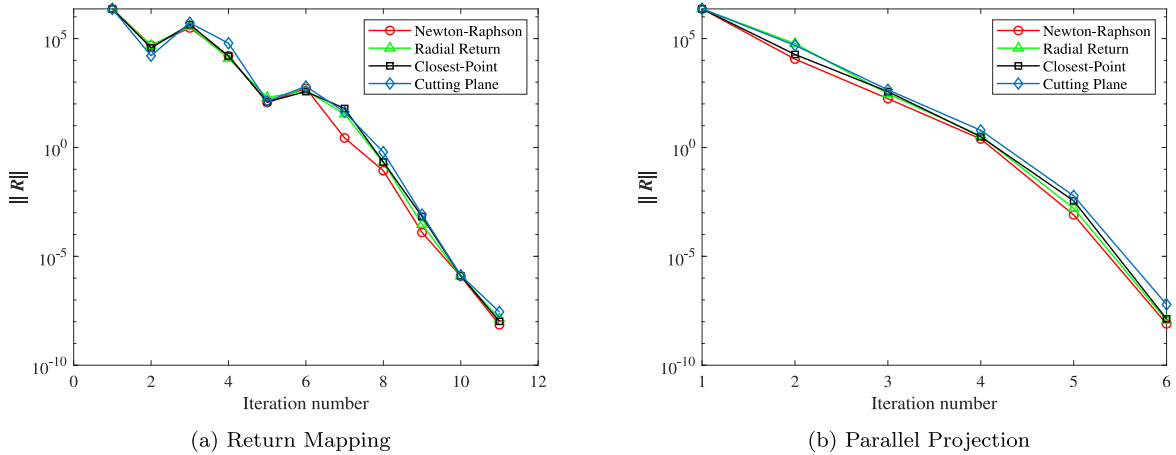 10^5
10^0
10^-5
10^-10
|| R ||
0 2 4 6 8 10 12
Iteration number
Newton-Raphson
Radial Return
Closest-Point
Cutting Plane
(a) Return Mapping
10^5
10^0
10^-5
10^-10
|| R ||
1 2 3 4 5 6
Iteration number
Newton-Raphson
Radial Return
Closest-Point
Cutting Plane
(b) Parallel Projection